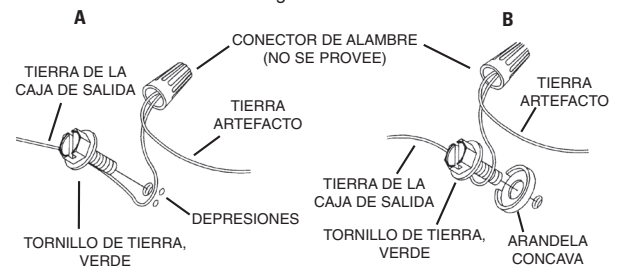 A
B
CONECTOR DE ALAMBRE
(NO SE PROVEE)
TIERRA DE LA
CAJA DE SALIDA
TIERRA
ARTEFACTO
DEPRESIONES
TORNILLO DE TIERRA,
VERDE
TIERRA
ARTEFACTO
TIERRA DE LA
CAJA DE SALIDA
TORNILLO DE TIERRA,
VERDE
ARANDELA
CONCAVA